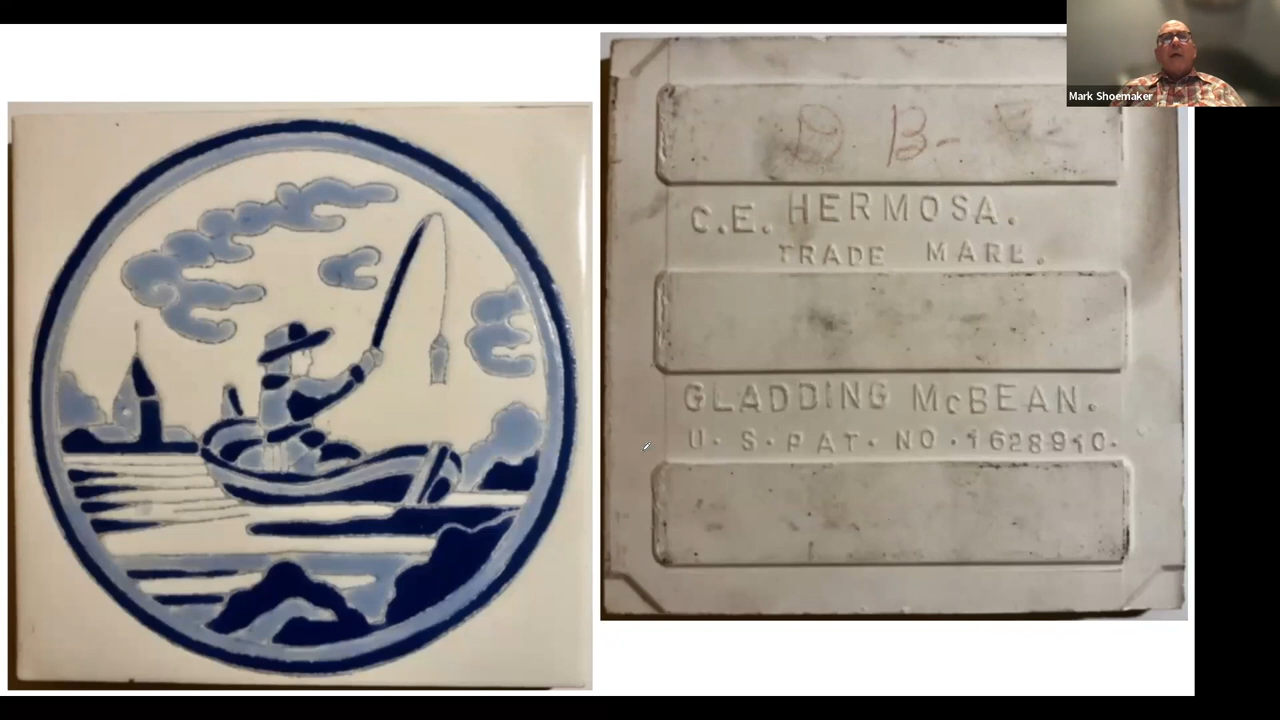 Mark Shoemaker
D B-
C.E. HERMOSA.
TRADE MARK.
GLADDING McBEAN.
U.S.PAT. NO.1628910.